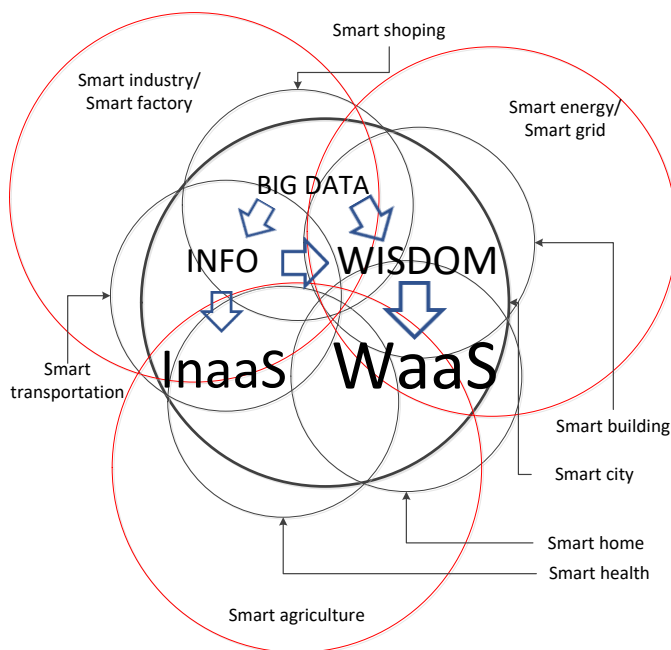 Smart shoping
Smart industry/
Smart factory
Smart energy/
Smart grid
BIG DATA
INFO
WISDOM
InaaS
WaaS
Smart
transportation
Smart building
Smart city
Smart home
Smart health
Smart agriculture